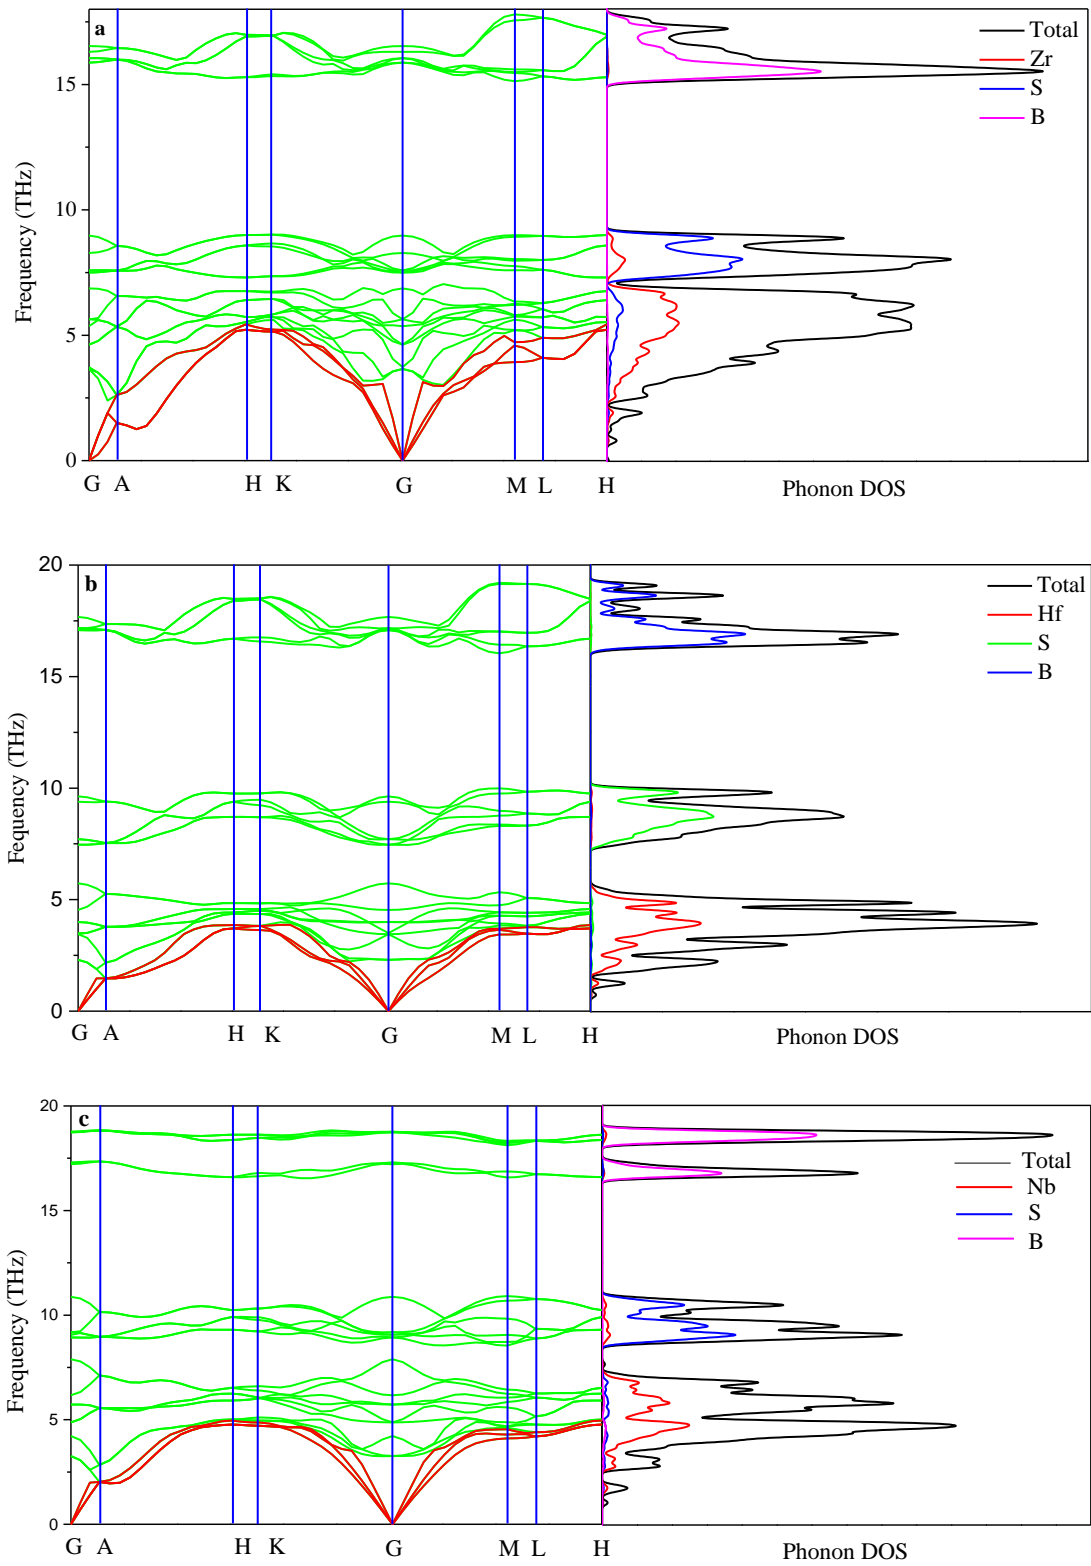 a
Total
Zr
S
B
15
10
5
0
Frequency (THz)
G A H K G M L H
Phonon DOS
b
Total
Hf
S
B
20
15
10
5
0
Fequency (THz)
G A H K G M L H
Phonon DOS
c
Total
Nb
S
B
20
15
10
5
0
Frequency (THz)
G A H K G M L H
Phonon DOS